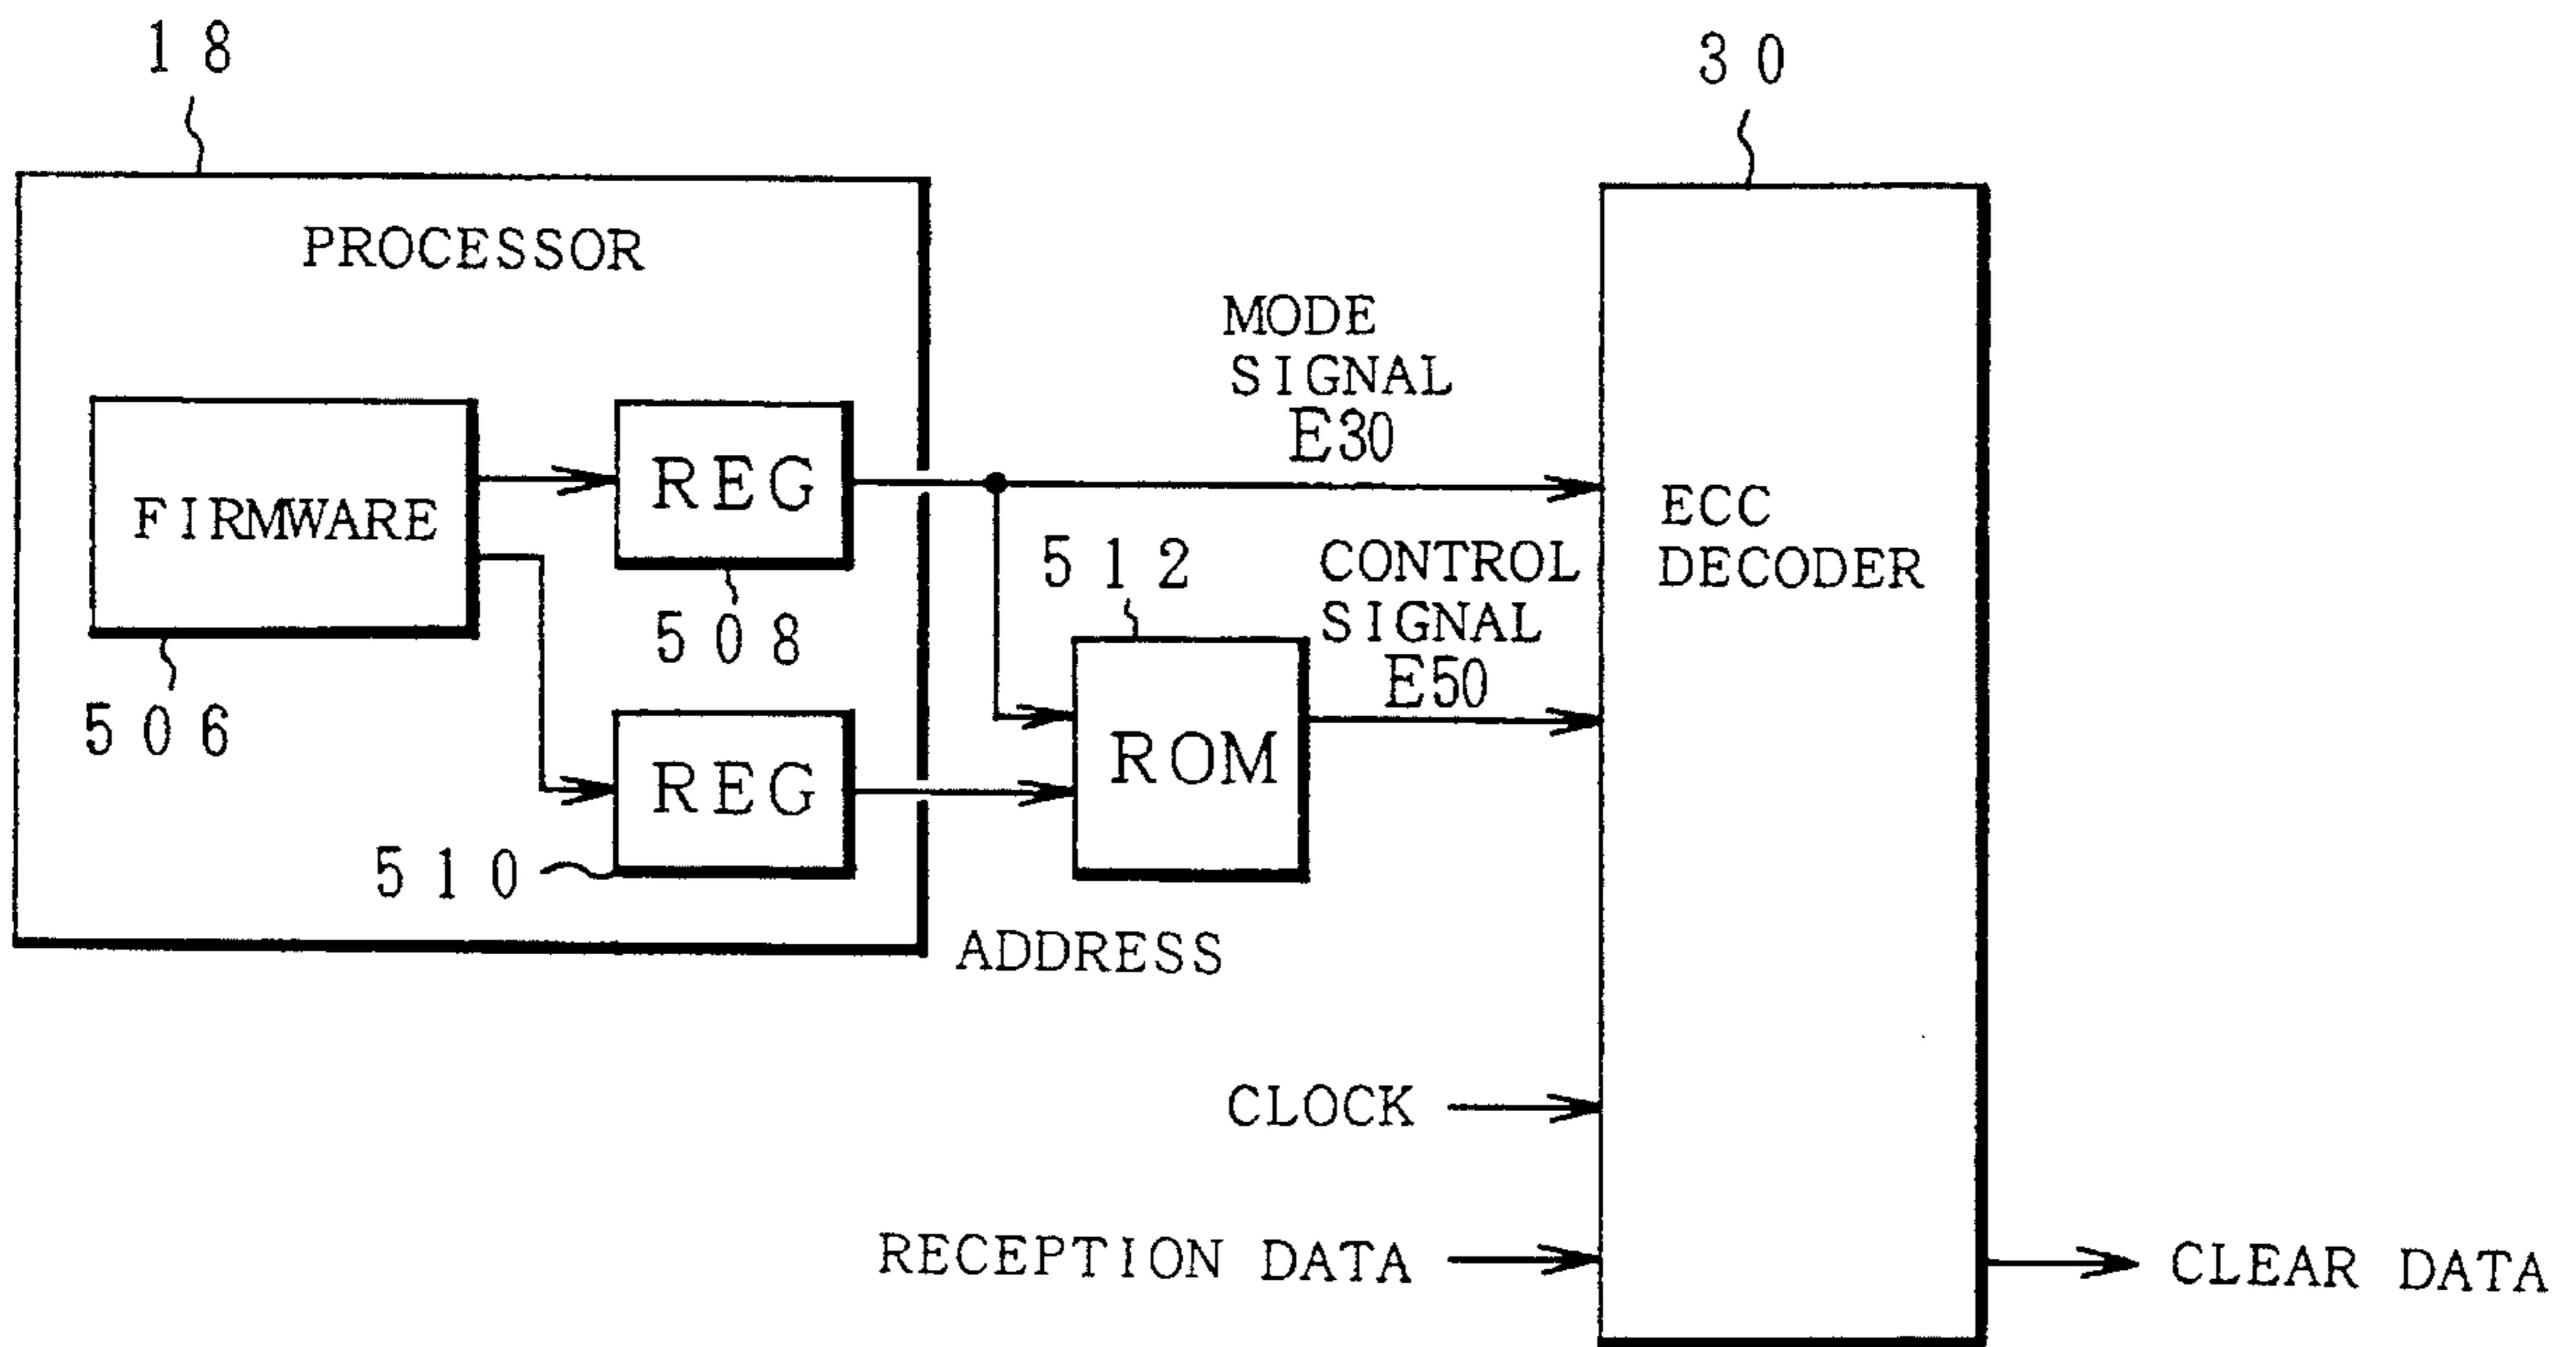 18
30
PROCESSOR
MODE
SIGNAL
E30
FIRMWARE
REG
ECC
DECODER
508
512
CONTROL
SIGNAL
E50
506
REG
ROM
510
ADDRESS
CLOCK
RECEPTION DATA
CLEAR DATA